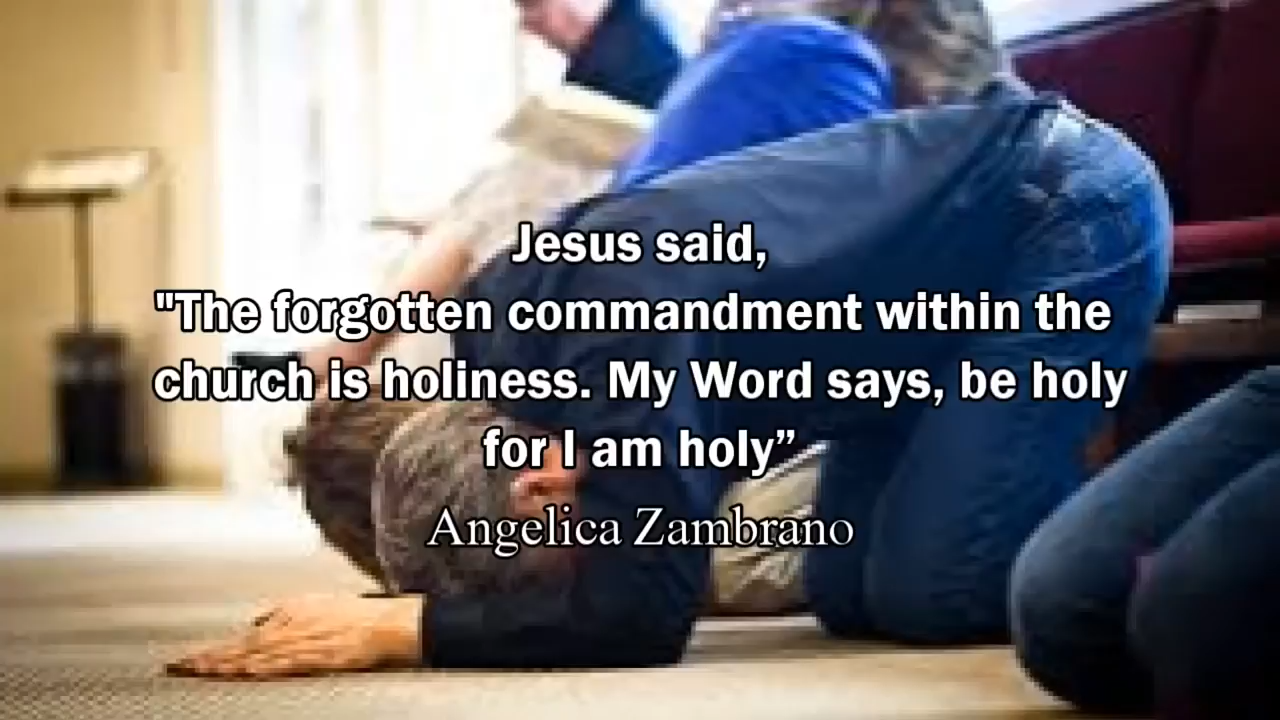 Jesus said,
"The forgotten commandment within the
church is holiness. My Word says, be holy
for I am holy”
Angelica Zambrano